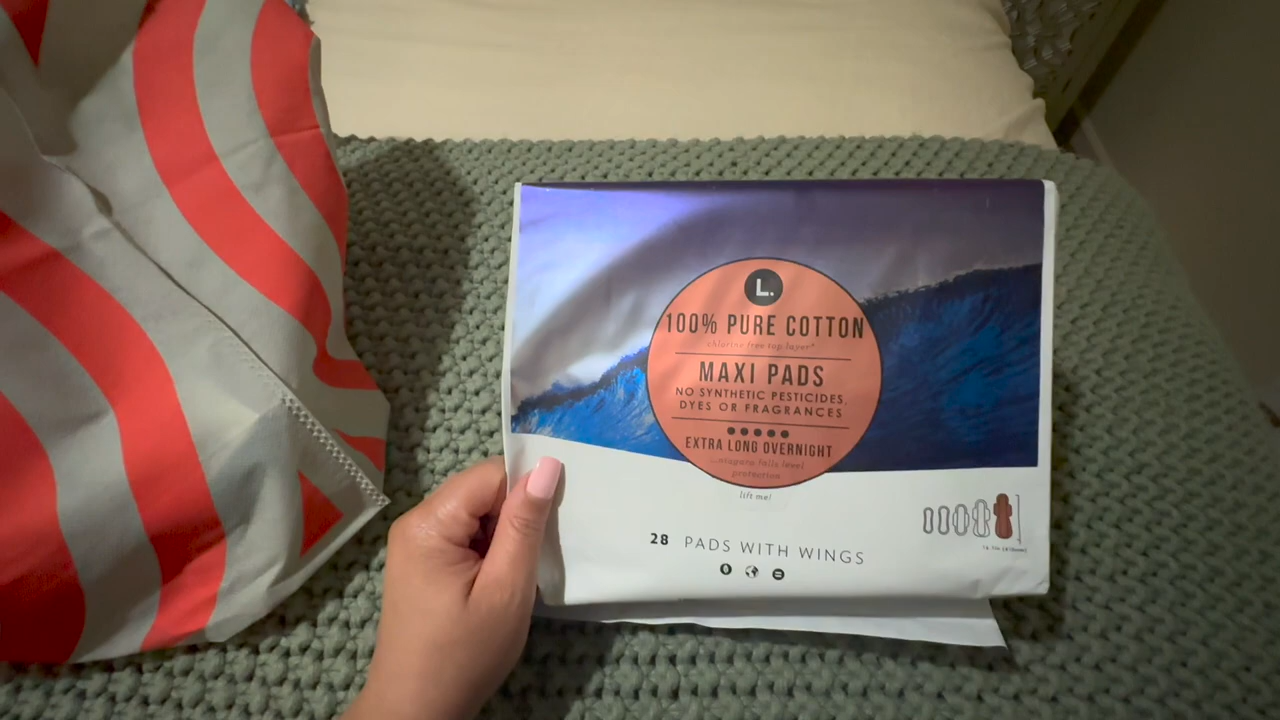 L.
100% PURE COTTON
chlorine free top layer*
MAXI PADS
NO SYNTHETIC PESTICIDES,
DYES OR FRAGRANCES
EXTRA LONG OVERNIGHT
niagara falls level
protection
lift me!
28 PADS WITH WINGS